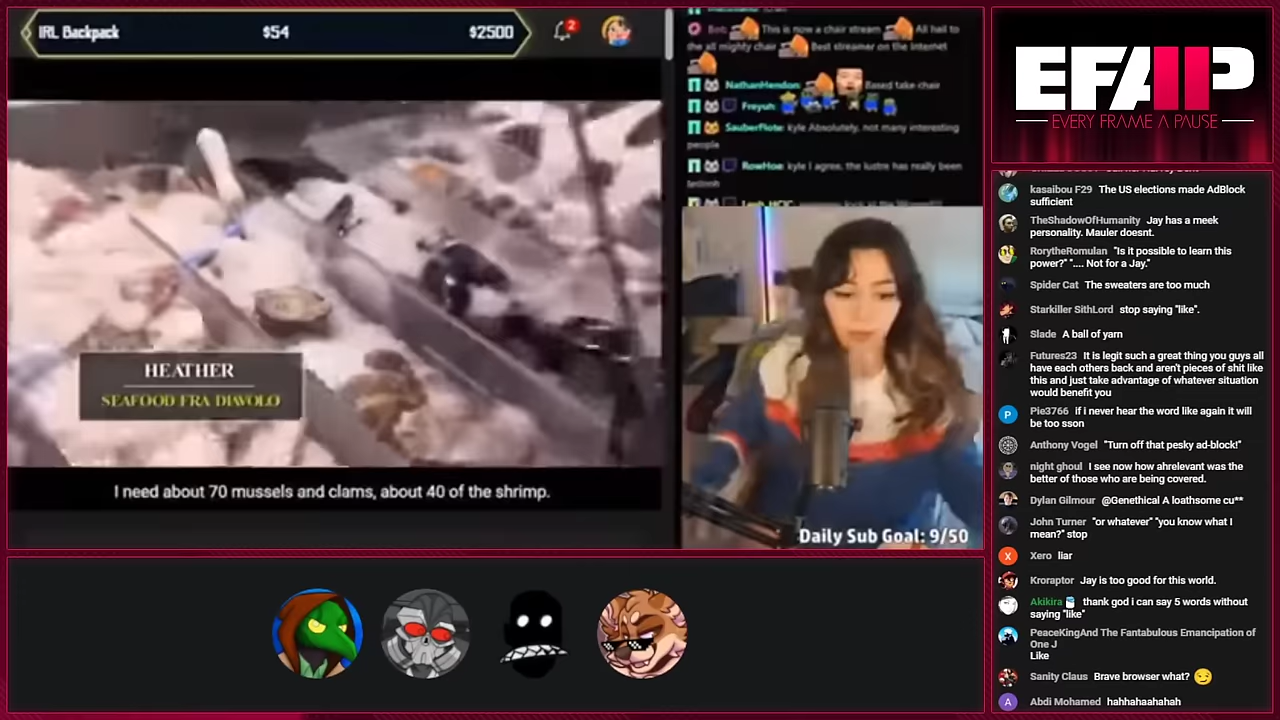 IRL Backpack
$54
$2500
2
Bob: This is now a chair stream All hail to
the all mighty chair Best streamer on the Internet
NathanHendon: Based take chair
Freyuh:
SauberPlote: kyle Absolutely, not many interesting
people
RowHoe: kyle I agree, the lustre has really been
HEATHER
SEAFOOD FRA DIAVOLO
I need about 70 mussels and clams, about 40 of the shrimp.
Daily Sub Goal: 9/50
EFAP
EVERY FRAME A PAUSE
kasaibou F29 The US elections made AdBlock
sufficient
TheShadowOfHumanity Jay has a meek
personality. Mauler doesnt.
RorytheRomulan "Is it possible to learn this
power?" ".... Not for a Jay."
Spider Cat The sweaters are too much
Starkiller SithLord stop saying "like".
Slade A ball of yarn
Futures23 It is legit such a great thing you guys all
have each others back and aren't pieces of shit like
this and just take advantage of whatever situation
would benefit you
P
Pie3766 if i never hear the word like again it will
be too sson
Anthony Vogel "Turn off that pesky ad-block!"
night ghoul I see now how ahrelevant was the
better of those who are being covered.
Dylan Gilmour @Genethical A loathsome cu**
John Turner "or whatever" "you know what I
mean?" stop
X
Xero liar
Kroraptor Jay is too good for this world.
Akikira thank god i can say 5 words without
saying "like"
PeaceKingAnd The Fantabulous Emancipation of
One J
Like
Sanity Claus Brave browser what? 😏
A
Abdi Mohamed hahhahaahahah